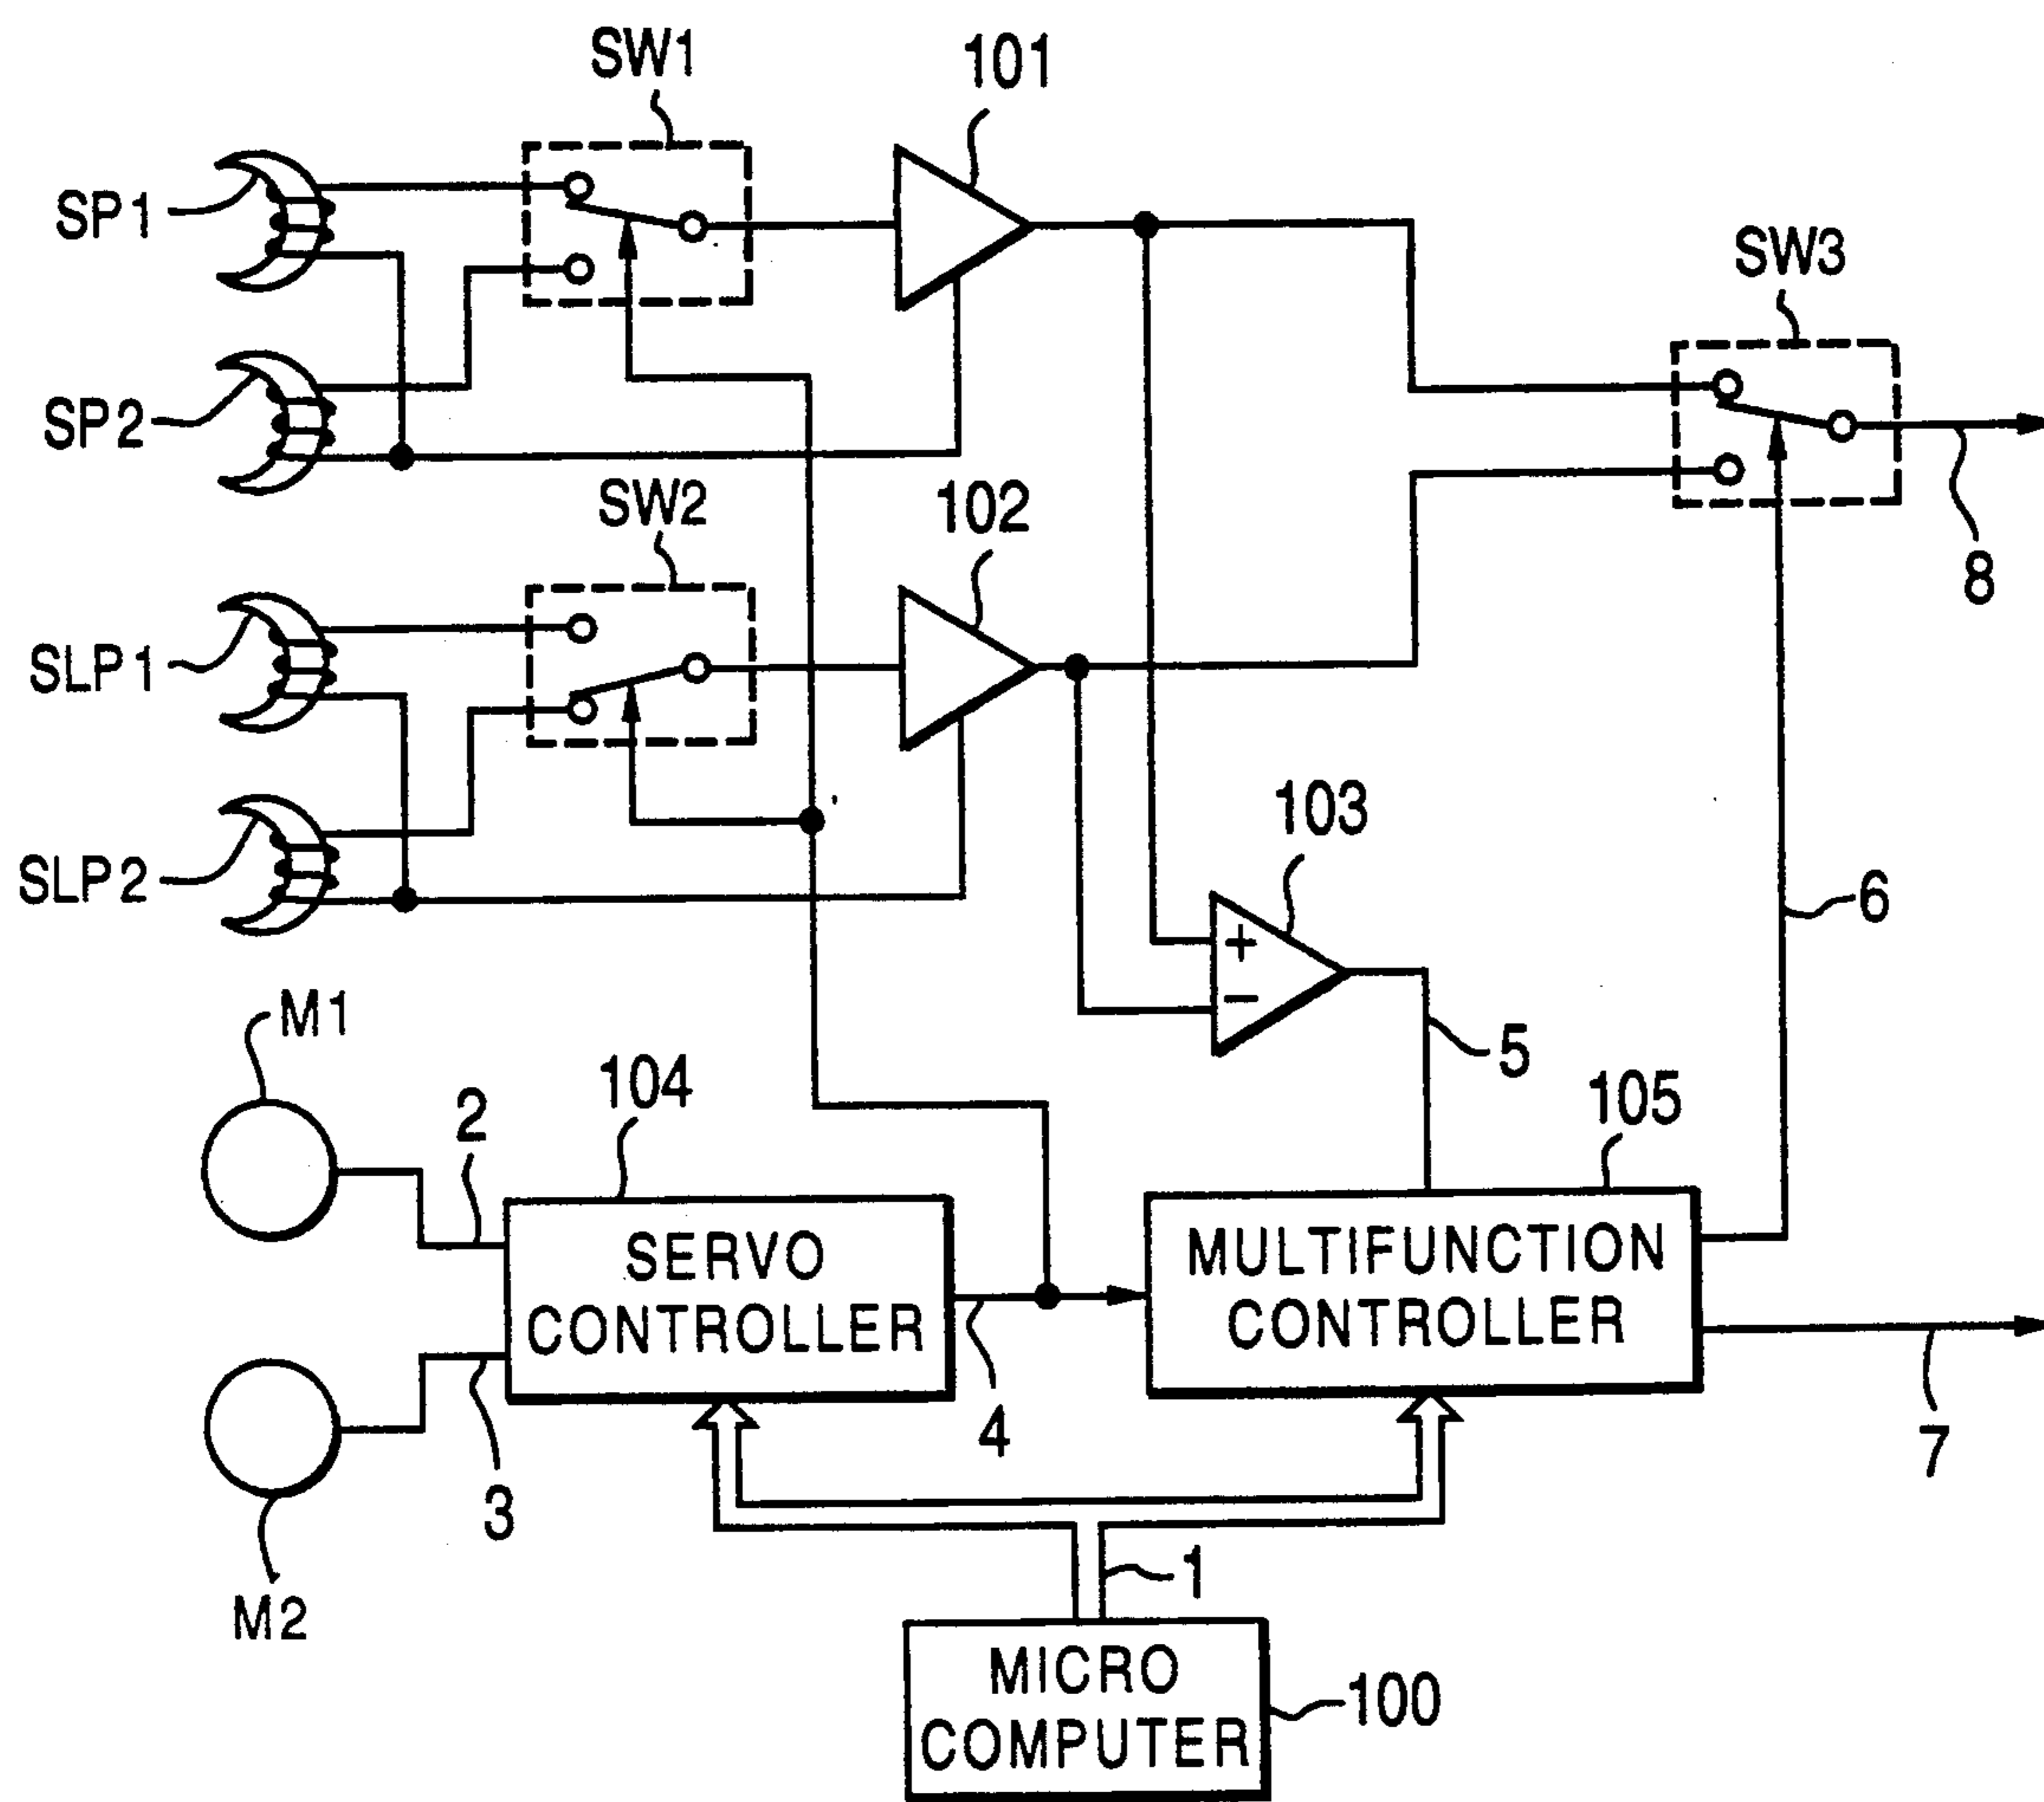 SW1
101
SP1
SW3
SP2
SW2
102
8
SLP1
103
SLP2
6
M1
+
−
5
2
104
105
SERVO
CONTROLLER
MULTIFUNCTION
CONTROLLER
4
7
3
1
M2
MICRO
COMPUTER
100